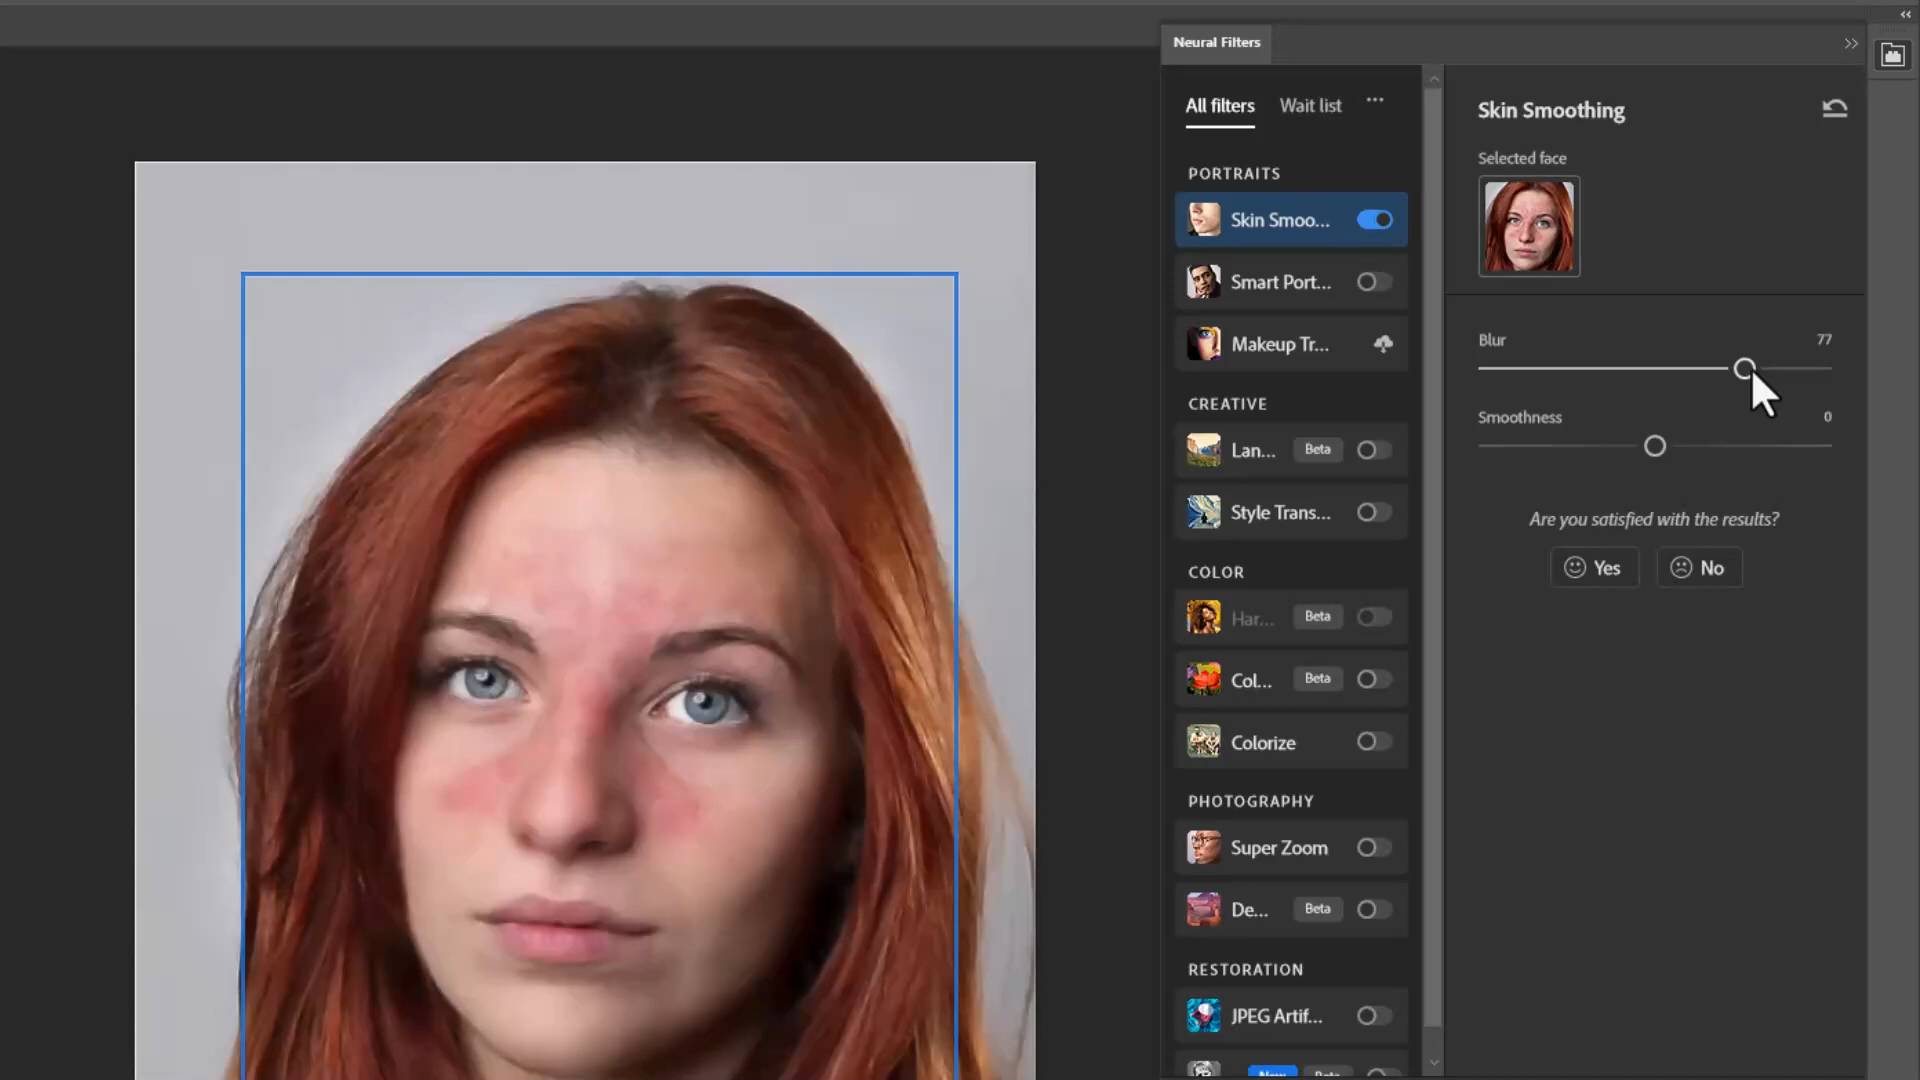 Neural Filters
All filters
Wait list
PORTRAITS
Skin Smoo...
Smart Port...
Makeup Tr...
CREATIVE
Lan... Beta
Style Trans...
COLOR
Har... Beta
Col... Beta
Colorize
PHOTOGRAPHY
Super Zoom
De... Beta
RESTORATION
JPEG Artif...
New Beta
Skin Smoothing
Selected face
Blur 77
Smoothness 0
Are you satisfied with the results?
Yes No